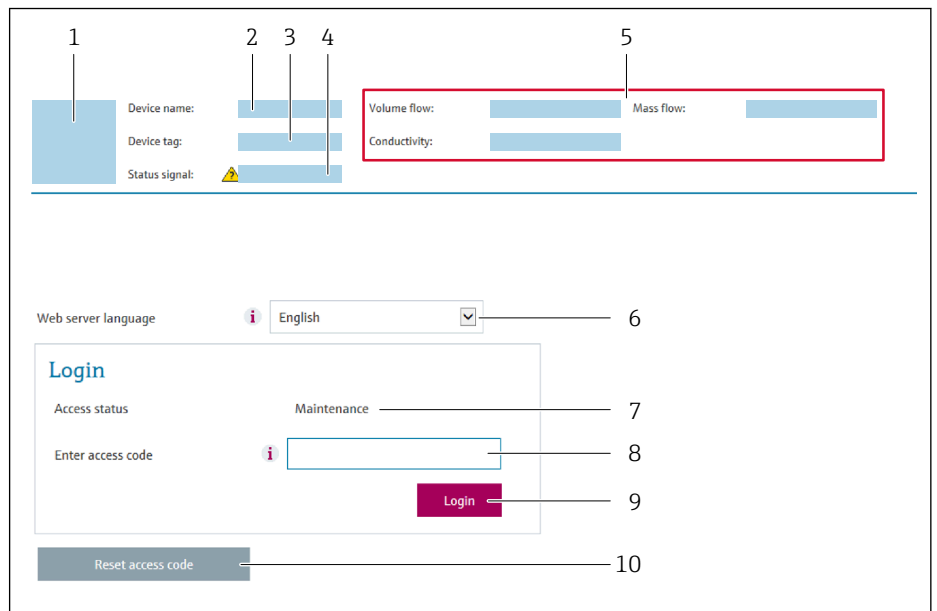 1 2 3 4 5
Device name: Volume flow: Mass flow:
Device tag: Conductivity:
Status signal: ?
Web server language i English 6
Login
Access status Maintenance 7
Enter access code i 8
Login 9
Reset access code 10